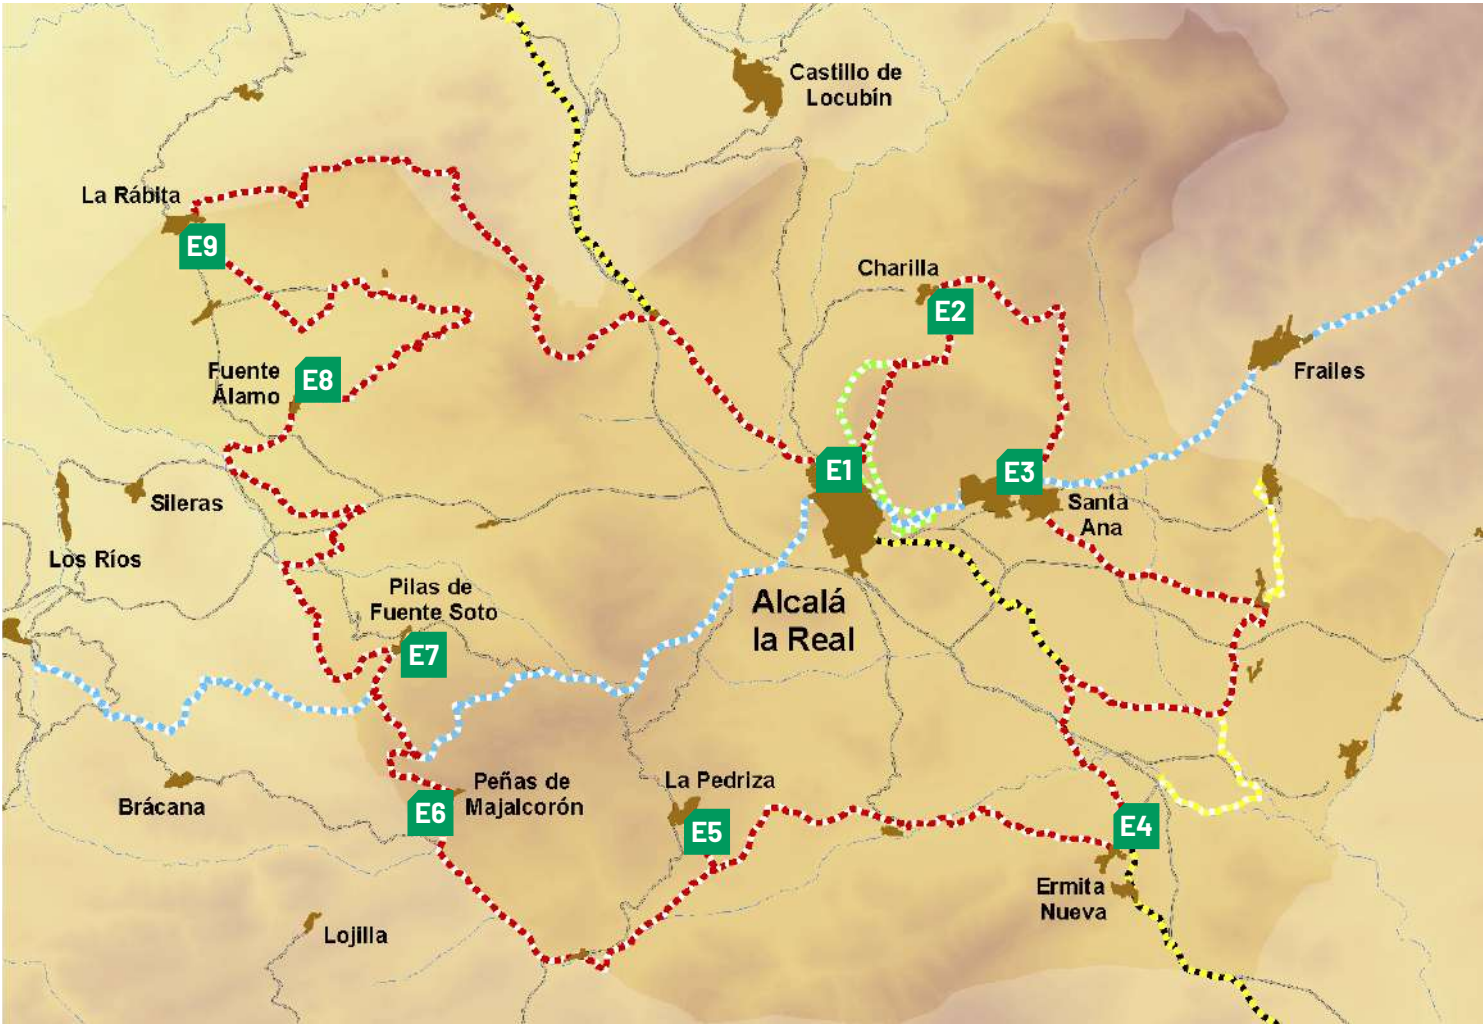 Castillo de
Locubín
La Rábita
E9
Charilla
E2
Frailes
Fuente
Álamo
E8
E1
E3
Santa
Ana
Sileras
Los Ríos
Pilas de
Fuente Soto
E7
Alcalá
la Real
Peñas de
Majalcorón
E6
La Pedriza
E5
Brácana
E4
Ermita
Nueva
Lojilla